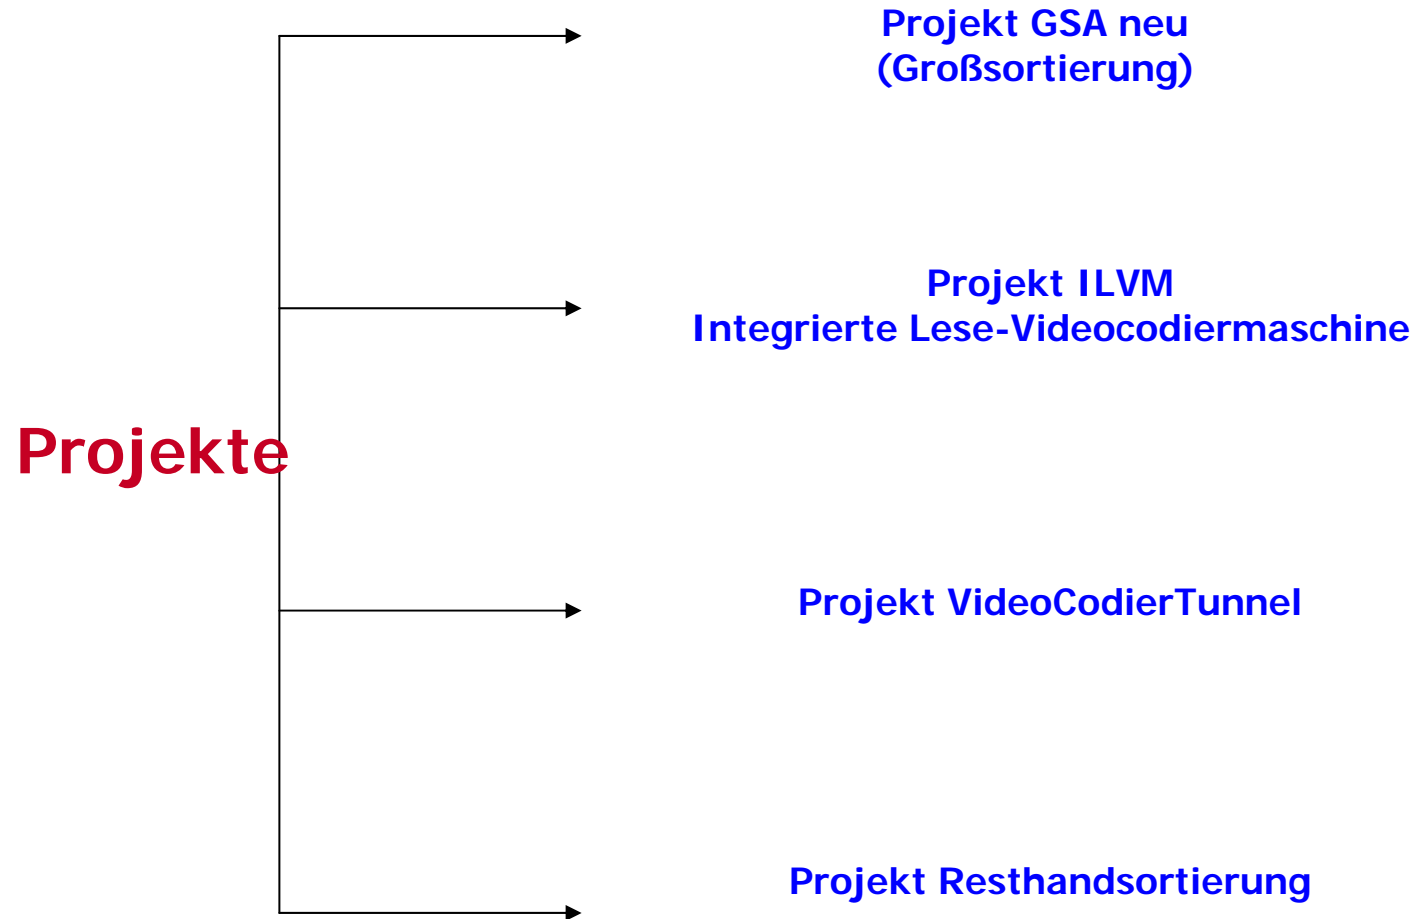 Projekt GSA neu
(Großsortierung)
Projekt ILVM
Integrierte Lese-Videocodiermaschine
Projekte
Projekt VideoCodierTunnel
Projekt Resthandsortierung